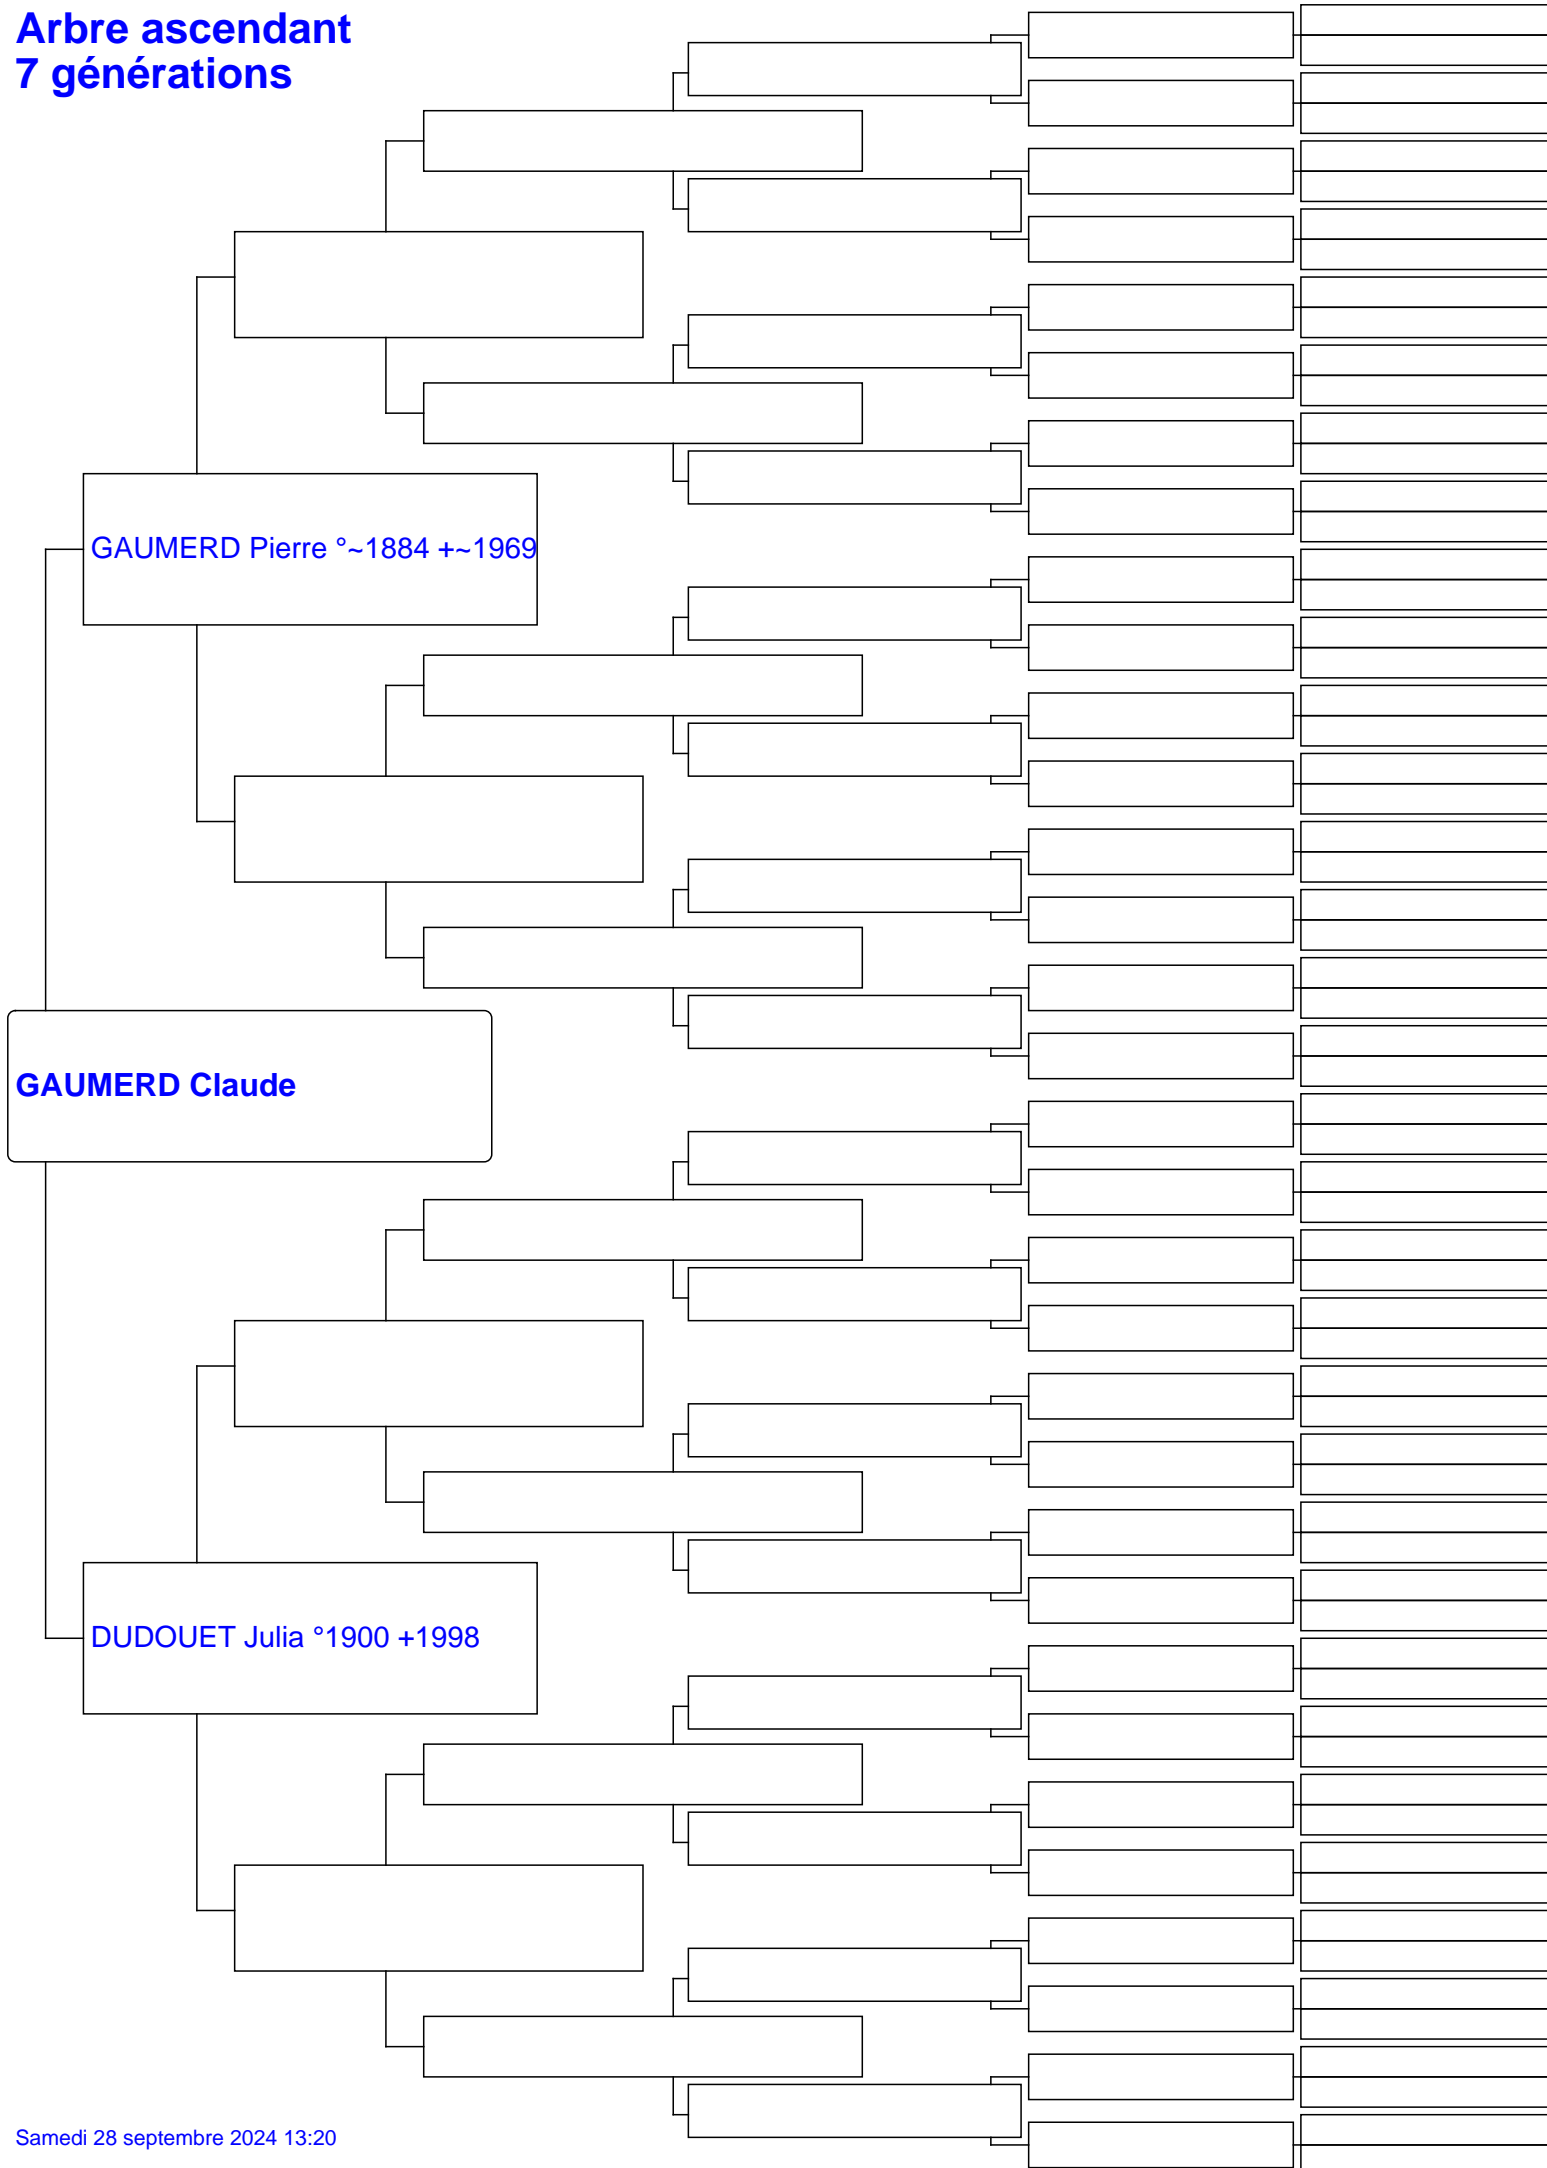 Arbre ascendant
7 générations
GAUMERD Pierre °~1884 +~1969
GAUMERD Claude
DUDOUET Julia °1900 +1998
Samedi 28 septembre 2024 13:20